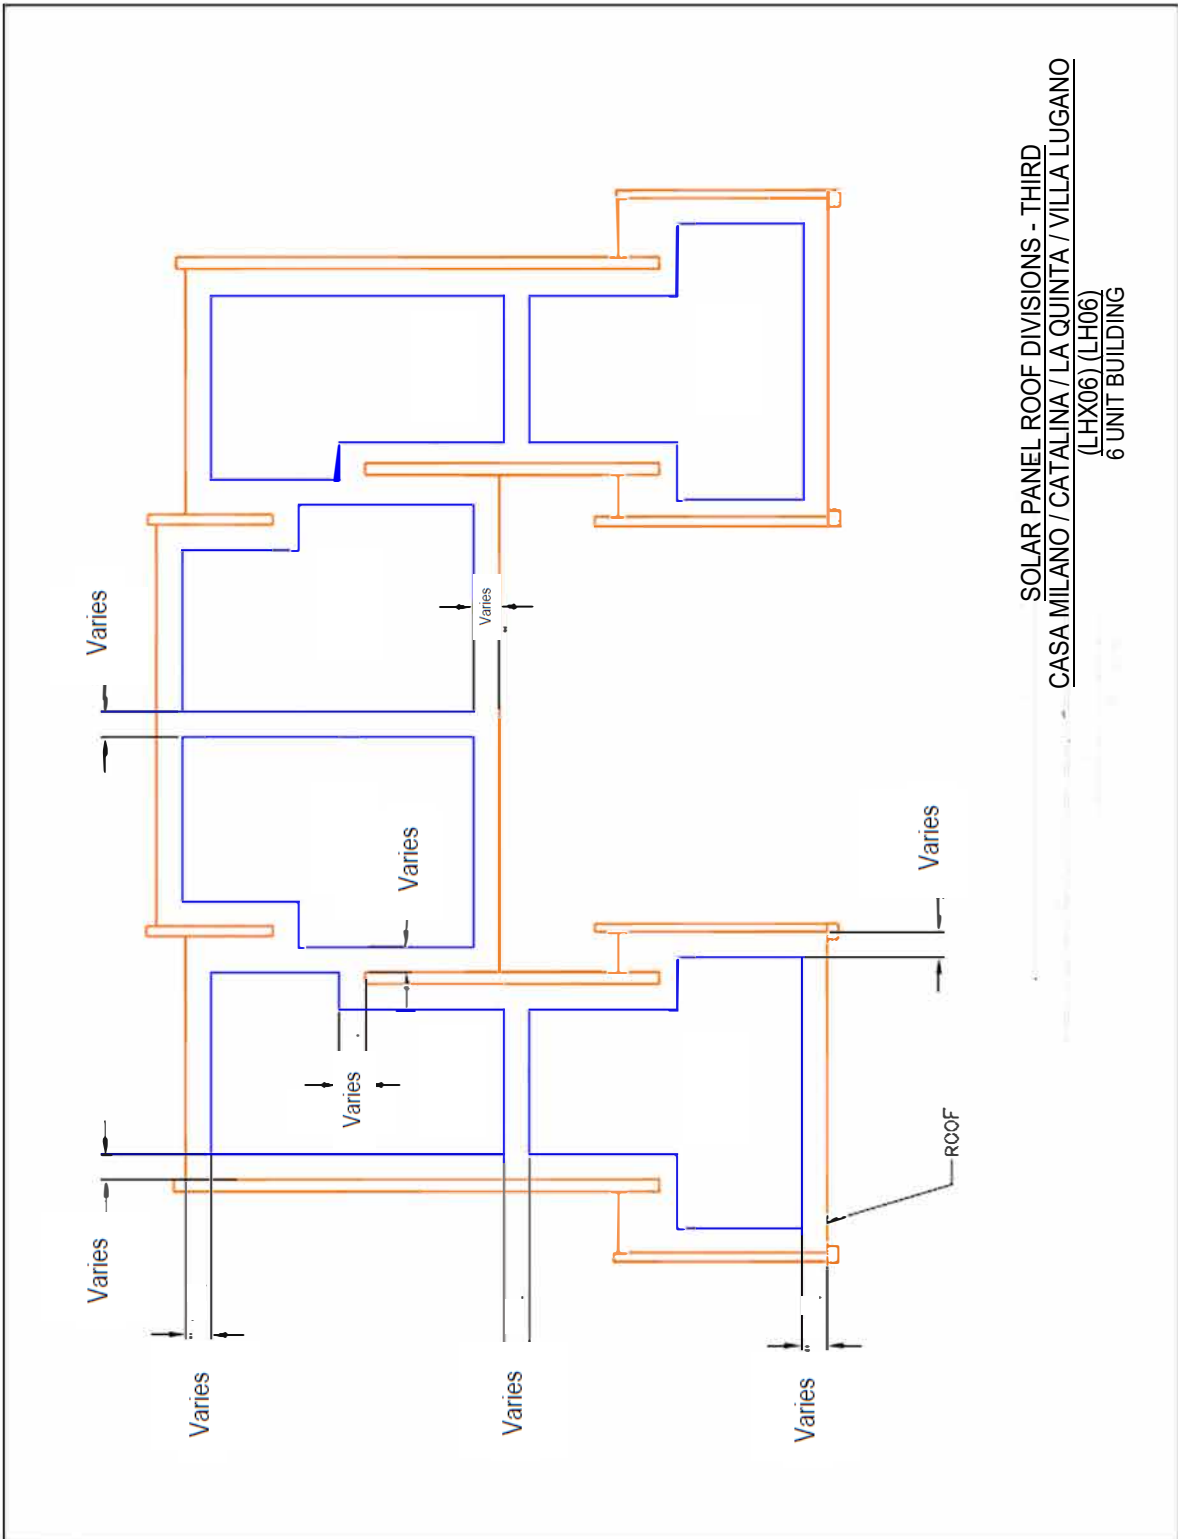 Varies
Varies
Varies
Varies
Varies
Varies
Varies
Varies
Varies
ROOF
SOLAR PANEL ROOF DIVISIONS - THIRD
CASA MILANO / CATALINA / LA QUINTA / VILLA LUGANO
(LHX06) (LH06)
6 UNIT BUILDING